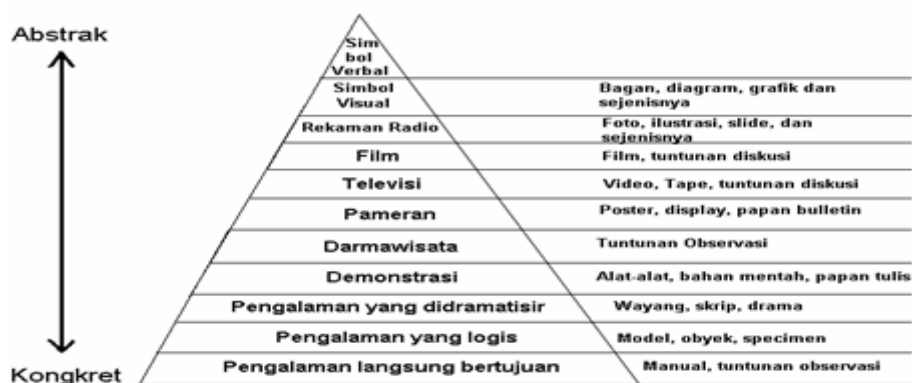 Abstrak
Sim
bol
Verbal
Simbol
Visual
Bagan, diagram, grafik dan
sejenisnya
Rekaman Radio
Foto, ilustrasi, slide, dan
sejenisnya
Film
Film, tuntunan diskusi
Televisi
Video, Tape, tuntunan diskusi
Pameran
Poster, display, papan bulletin
Darmawisata
Tuntunan Observasi
Demonstrasi
Alat-alat, bahan mentah, papan tulis
Pengalaman yang didramatisir
Wayang, skrip, drama
Pengalaman yang logis
Model, obyek, specimen
Pengalaman langsung bertujuan
Manual, tuntunan observasi
Kongkret